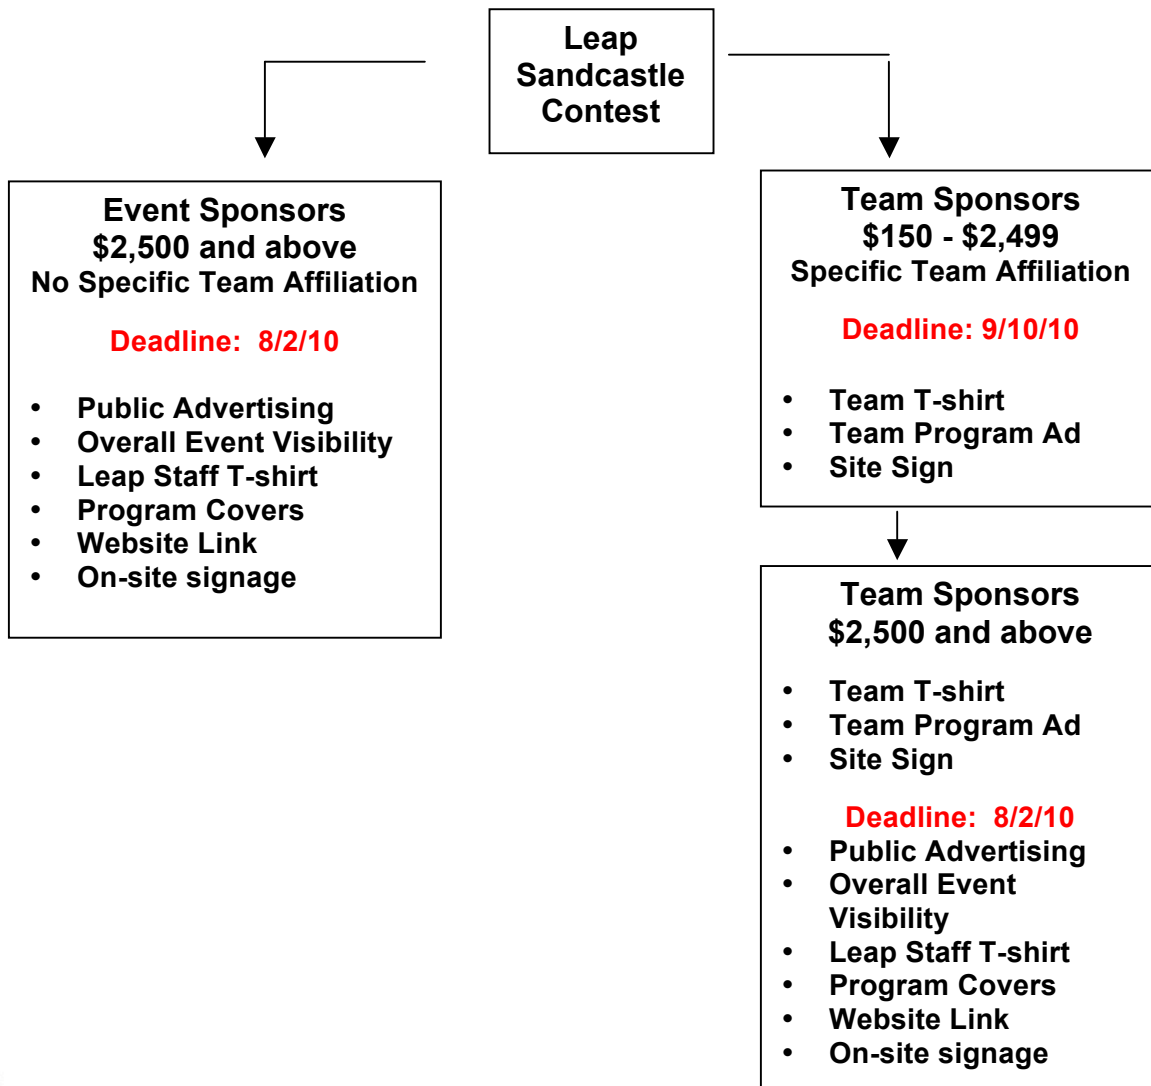 Leap
Sandcastle
Contest
Event Sponsors
$2,500 and above
No Specific Team Affiliation
Deadline: 8/2/10
• Public Advertising
• Overall Event Visibility
• Leap Staff T-shirt
• Program Covers
• Website Link
• On-site signage
Team Sponsors
$150 - $2,499
Specific Team Affiliation
Deadline: 9/10/10
• Team T-shirt
• Team Program Ad
• Site Sign
Team Sponsors
$2,500 and above
• Team T-shirt
• Team Program Ad
• Site Sign
Deadline: 8/2/10
• Public Advertising
• Overall Event
Visibility
• Leap Staff T-shirt
• Program Covers
• Website Link
• On-site signage